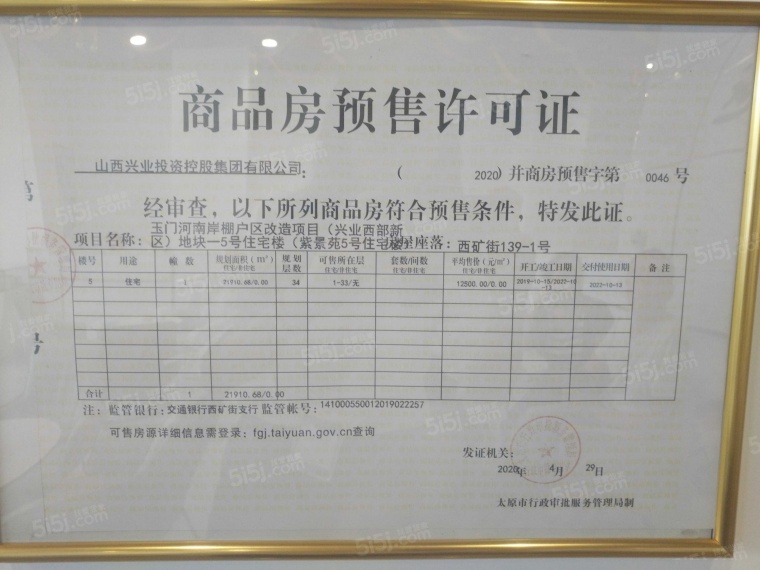 商品房预售许可证
山西兴业投资控股集团有限公司: ( 2020) 并商房预售字第 0046 号
经审查，以下所列商品房符合预售条件，特发此证。
玉门河南岸棚户区改造项目（兴业西部新
项目名称: 区）地块一5号住宅楼（紫景苑5号住宅楼 座落: 西矿街139-1号
楼号 用途 幢数 规划面积（m²） 规划层数 可售所在层 套数/间数 平均售价（元/m²） 开工/竣工日期 交付使用日期 备注
住宅/非住宅 住宅/非住宅 住宅/非住宅 住宅/非住宅
5 住宅 1 21910.68/0.00 34 1-33/无 12500.00/0.00 2019-10-15/2022-10-13 2022-10-13
合计 1 21910.68/0.00
注: 监管银行: 交通银行西矿街支行 监管帐号: 141000550012019022257
可售房源详细信息需登录: fgj.taiyuan.gov.cn查询
发证机关:
2020年 4月 29日
太原市行政审批服务管理局制
第
号
5i5j.com